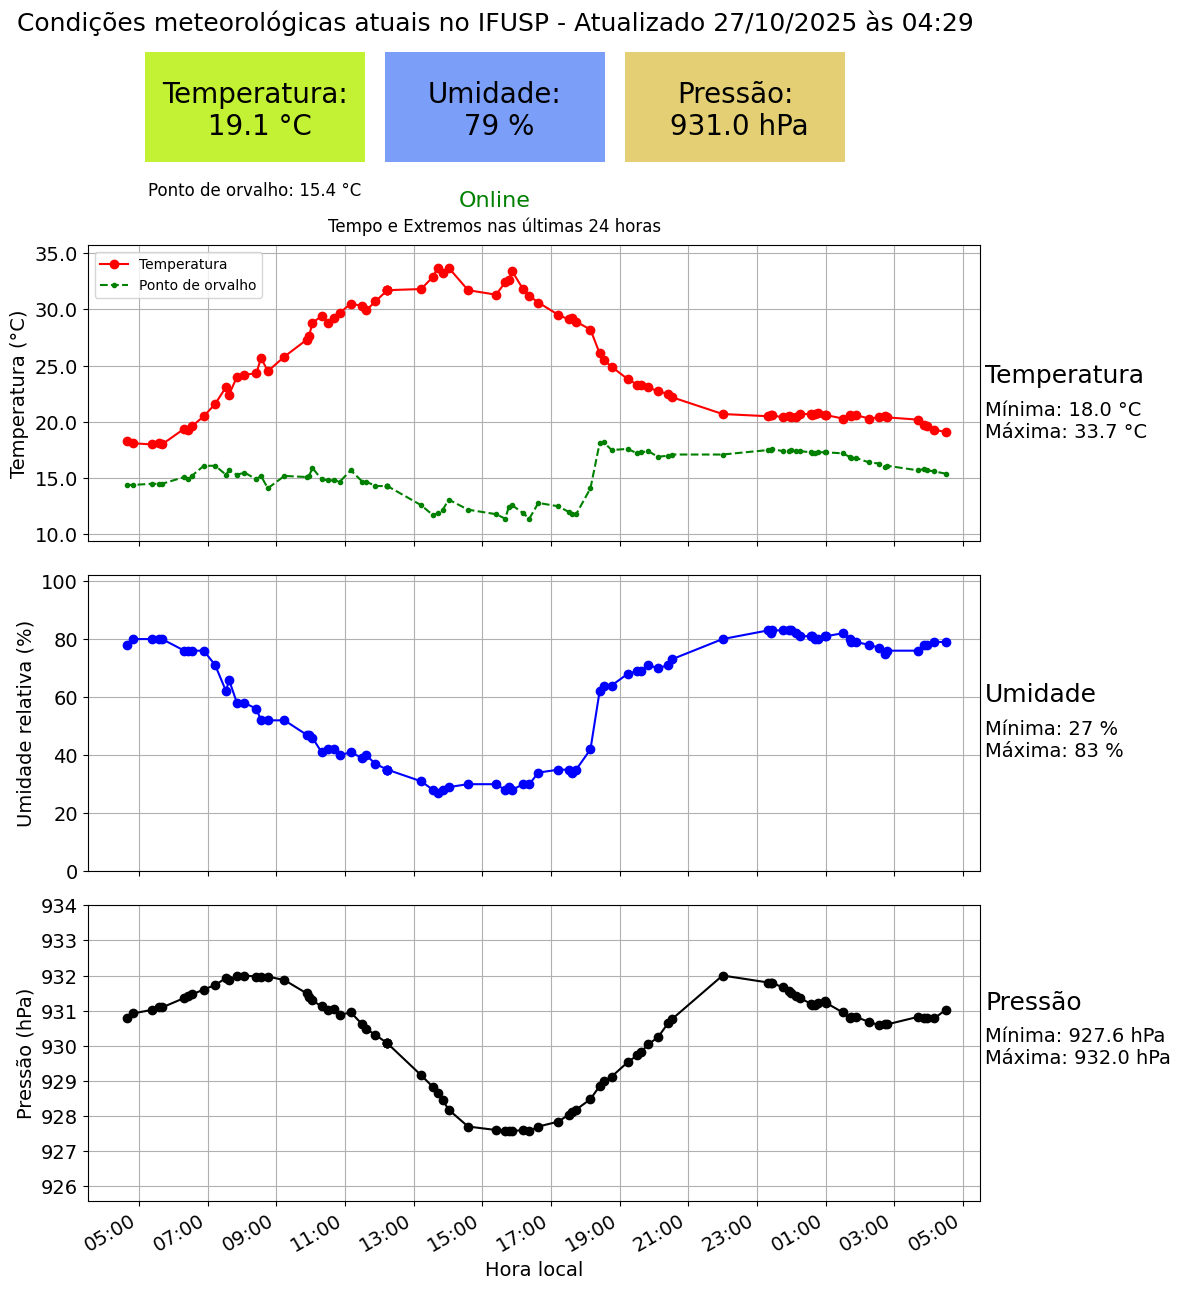 Condições meteorológicas atuais no IFUSP - Atualizado 27/10/2025 às 04:29
Temperatura:
19.1 °C
Umidade:
79 %
Pressão:
931.0 hPa
Ponto de orvalho: 15.4 °C
Online
Tempo e Extremos nas últimas 24 horas
Temperatura (°C)
35.0
30.0
25.0
20.0
15.0
10.0
Temperatura
Ponto de orvalho
Temperatura
Mínima: 18.0 °C
Máxima: 33.7 °C
Umidade relativa (%)
100
80
60
40
20
0
Umidade
Mínima: 27 %
Máxima: 83 %
Pressão (hPa)
934
933
932
931
930
929
928
927
926
Pressão
Mínima: 927.6 hPa
Máxima: 932.0 hPa
05:00
07:00
09:00
11:00
13:00
15:00
17:00
19:00
21:00
23:00
01:00
03:00
05:00
Hora local